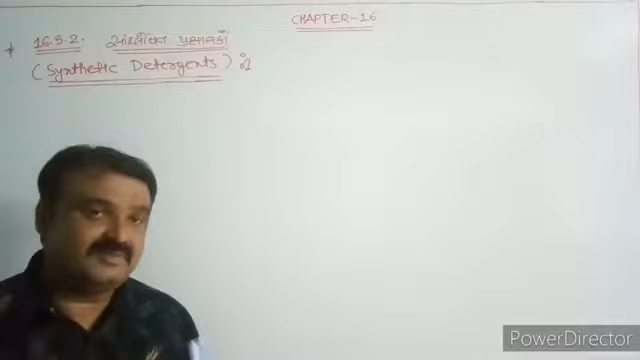 CHAPTER-16
* 16.5.2. સાંશ્લેષિત પ્રક્ષાલકો
(Synthetic Detergents) :
PowerDirector